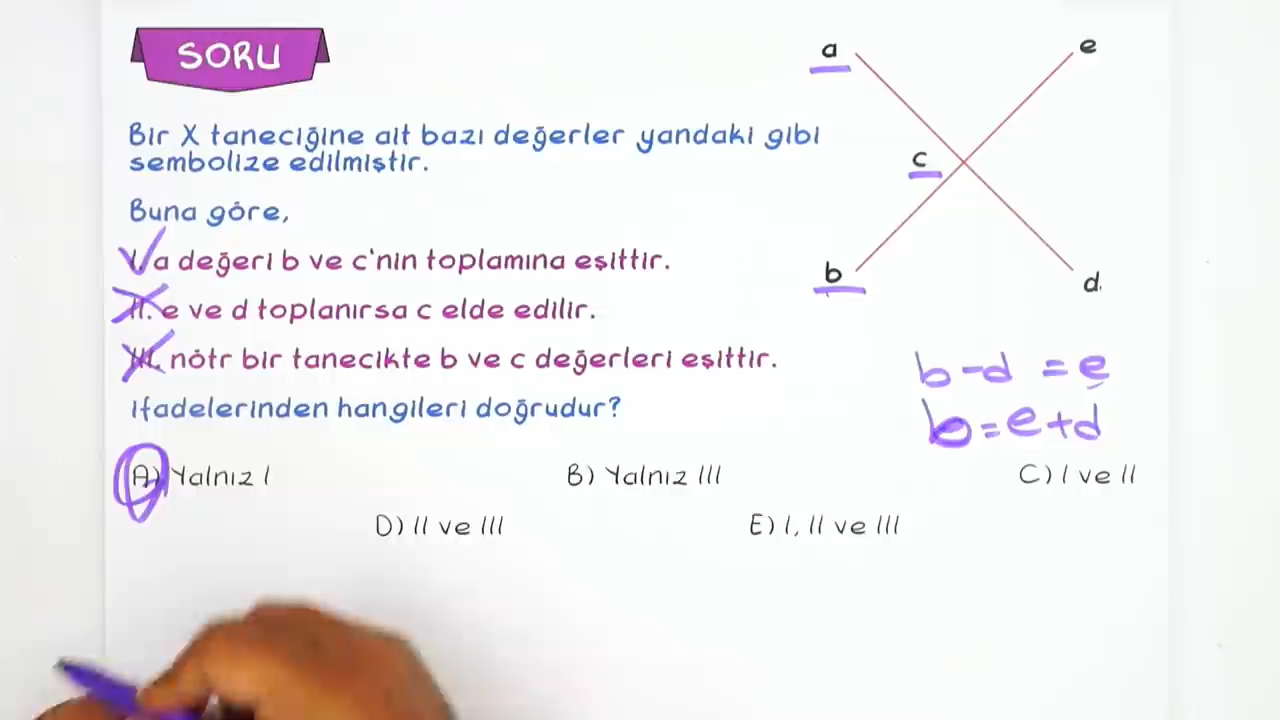 SORU
a
e
Bir X taneciğine ait bazı değerler yandaki gibi
sembolize edilmiştir.
c
Buna göre,
I. a değeri b ve c'nin toplamına eşittir.
b
d.
II. e ve d toplanırsa c elde edilir.
III. nötr bir tanecikte b ve c değerleri eşittir.
b-d = e
ifadelerinden hangileri doğrudur?
b=e+d
A) Yalnız I
B) Yalnız III
C) I ve II
D) II ve III
E) I, II ve III